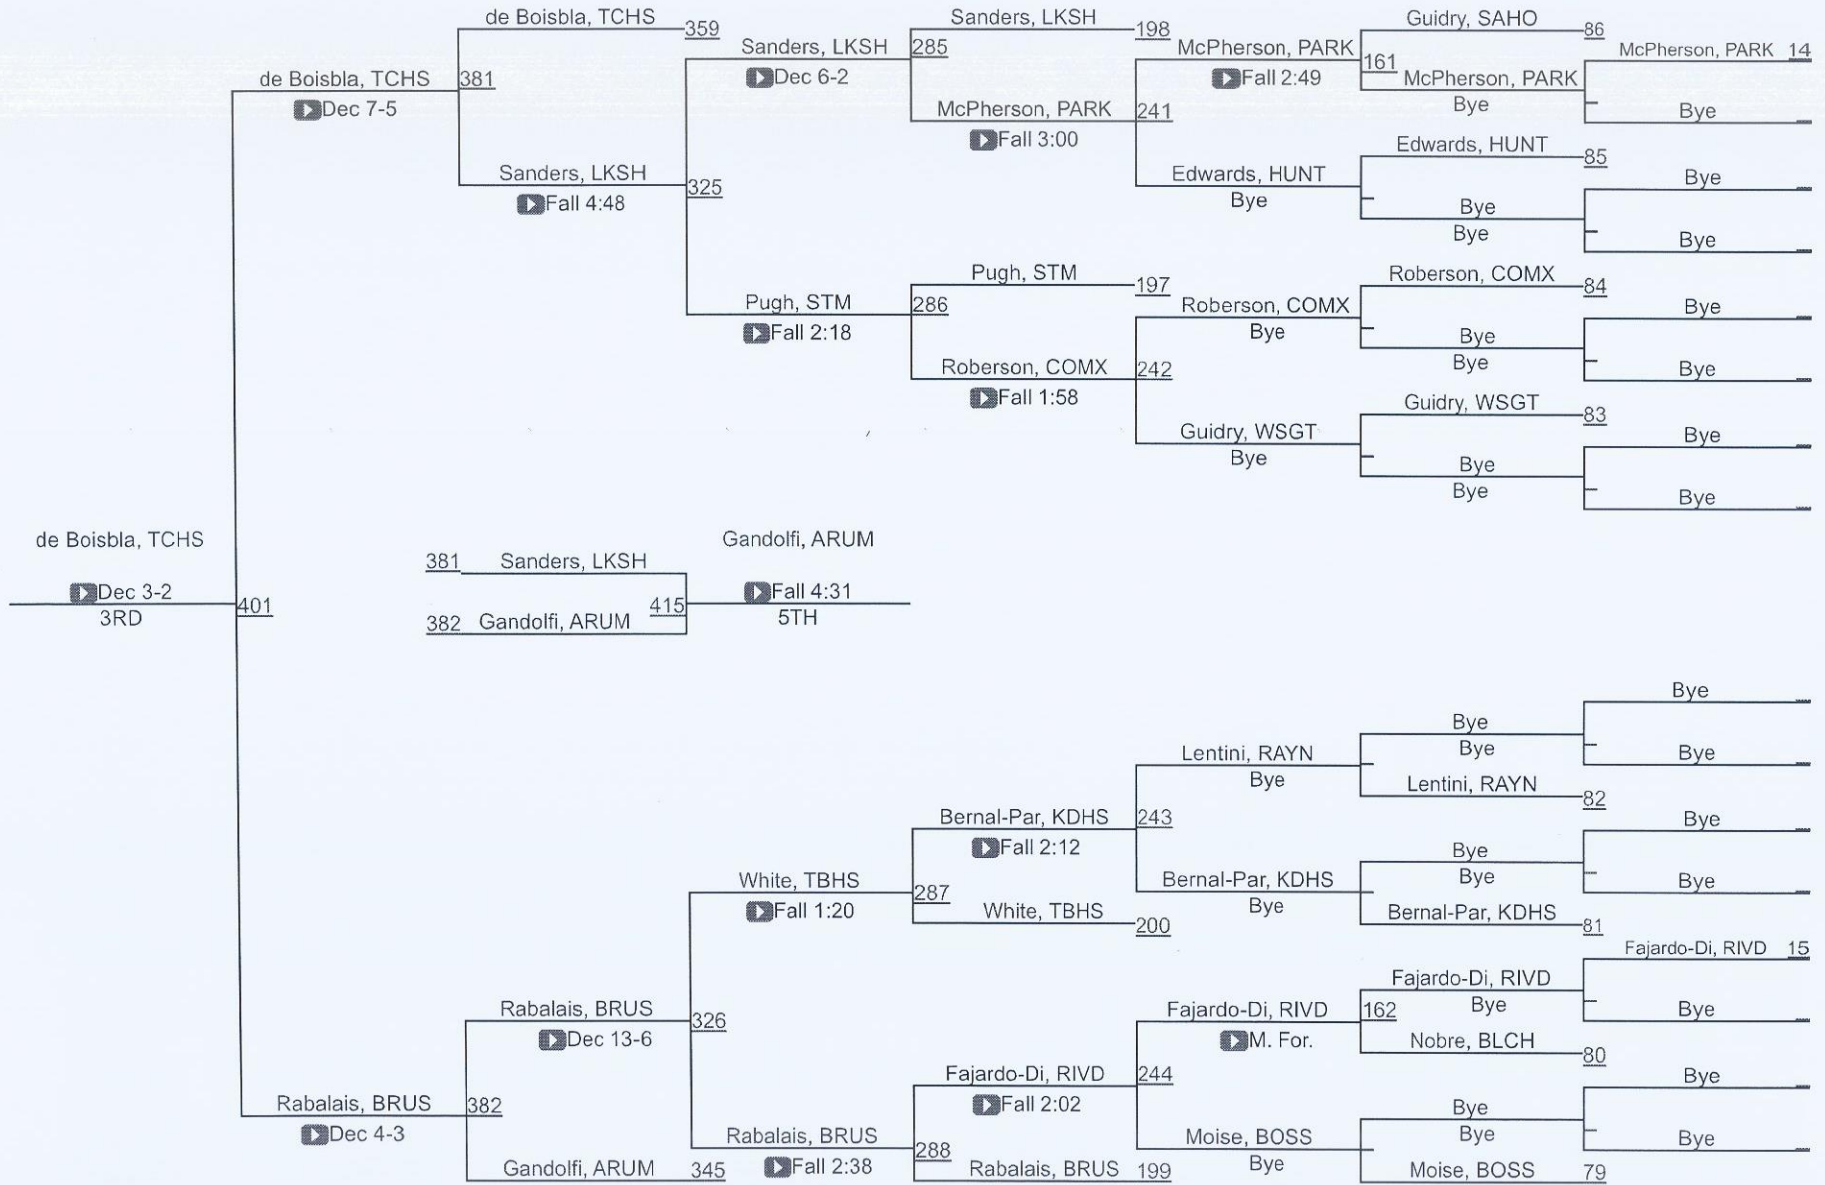 de Boisbla, TCHS
359
Sanders, LKSH
198
Guidry, SAHO
86
de Boisbla, TCHS
381
Dec 7-5
Sanders, LKSH
285
Dec 6-2
McPherson, PARK
161
Fall 2:49
McPherson, PARK 14
McPherson, PARK
Bye
Bye
McPherson, PARK
241
Fall 3:00
Sanders, LKSH
325
Fall 4:48
Edwards, HUNT
Bye
Edwards, HUNT
85
Bye
Bye
Bye
Bye
Pugh, STM
286
Fall 2:18
Pugh, STM
197
Roberson, COMX
Bye
Roberson, COMX
84
Bye
Bye
Bye
Bye
Roberson, COMX
242
Fall 1:58
Guidry, WSGT
Bye
Guidry, WSGT
83
Bye
Bye
Bye
Bye
de Boisbla, TCHS
Dec 3-2
3RD
401
381 Sanders, LKSH
382 Gandolfi, ARUM
415
Gandolfi, ARUM
Fall 4:31
5TH
Bye
Bye
Bye
Bye
Lentini, RAYN
Bye
Lentini, RAYN
82
Bernal-Par, KDHS
243
Fall 2:12
Bye
Bye
Bye
Bye
White, TBHS
287
Fall 1:20
Bernal-Par, KDHS
Bye
White, TBHS
200
Bernal-Par, KDHS
81
Fajardo-Di, RIVD 15
Fajardo-Di, RIVD
Bye
Bye
Rabalais, BRUS
326
Dec 13-6
Fajardo-Di, RIVD
162
M. For.
Nobre, BLCH
80
Fajardo-Di, RIVD
244
Fall 2:02
Bye
Bye
Bye
Bye
Rabalais, BRUS
382
Dec 4-3
Rabalais, BRUS
288
Fall 2:38
Moise, BOSS
Bye
Gandolfi, ARUM
345
Rabalais, BRUS
199
Moise, BOSS
79